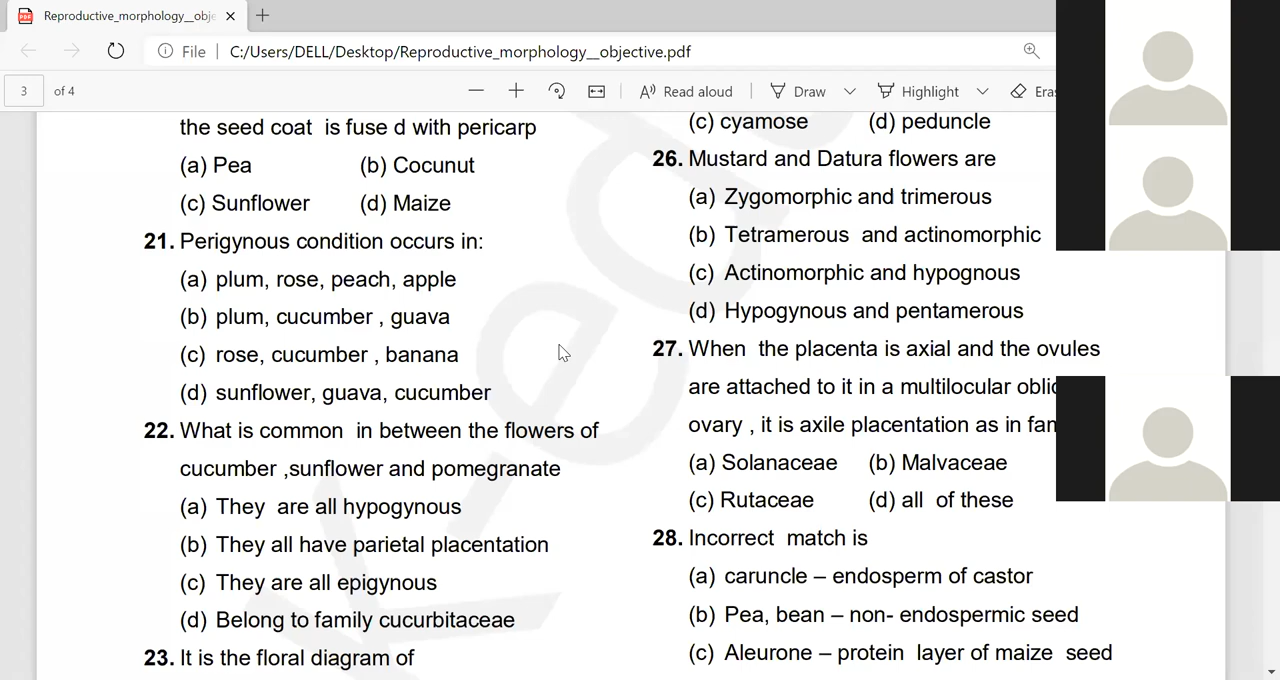 Reproductive_morphology__obje
File
C:/Users/DELL/Desktop/Reproductive_morphology__objective.pdf
3 of 4
Read aloud
Draw
Highlight
the seed coat is fuse d with pericarp
(a) Pea (b) Cocunut
(c) Sunflower (d) Maize
21. Perigynous condition occurs in:
(a) plum, rose, peach, apple
(b) plum, cucumber , guava
(c) rose, cucumber , banana
(d) sunflower, guava, cucumber
22. What is common in between the flowers of
cucumber ,sunflower and pomegranate
(a) They are all hypogynous
(b) They all have parietal placentation
(c) They are all epigynous
(d) Belong to family cucurbitaceae
23. It is the floral diagram of
(c) cyamose (d) peduncle
26. Mustard and Datura flowers are
(a) Zygomorphic and trimerous
(b) Tetramerous and actinomorphic
(c) Actinomorphic and hypognous
(d) Hypogynous and pentamerous
27. When the placenta is axial and the ovules
are attached to it in a multilocular
ovary , it is axile placentation as in
(a) Solanaceae (b) Malvaceae
(c) Rutaceae (d) all of these
28. Incorrect match is
(a) caruncle – endosperm of castor
(b) Pea, bean – non- endospermic seed
(c) Aleurone – protein layer of maize seed